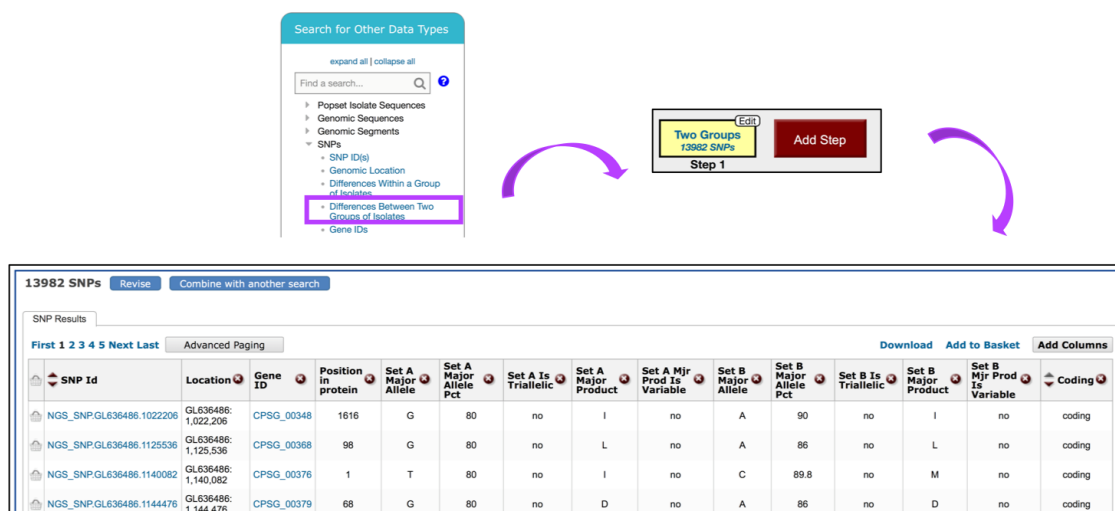 Search for Other Data Types
expand all | collapse all
Find a search...
?
Popset Isolate Sequences
Genomic Sequences
Genomic Segments
SNPs
SNP ID(s)
Genomic Location
Differences Within a Group
of Isolates
Differences Between Two
Groups of Isolates
Gene IDs
Edit
Two Groups
13982 SNPs
Step 1
Add Step
13982 SNPs Revise Combine with another search
SNP Results
First 1 2 3 4 5 Next Last Advanced Paging Download Add to Basket Add Columns
SNP Id Location Gene ID Position in protein Set A Major Allele Set A Major Allele Pct Set A Is Triallelic Set A Major Product Set A Mjr Prod Is Variable Set B Major Allele Set B Major Allele Pct Set B Is Triallelic Set B Major Product Set B Mjr Prod Is Variable Coding
NGS_SNP.GL636486.1022206 GL636486: 1,022,206 CPSG_00348 1616 G 80 no I no A 90 no I no coding
NGS_SNP.GL636486.1125536 GL636486: 1,125,536 CPSG_00368 98 G 80 no L no A 86 no L no coding
NGS_SNP.GL636486.1140082 GL636486: 1,140,082 CPSG_00376 1 T 80 no I no C 89.8 no M no coding
NGS_SNP.GL636486.1144476 GL636486: 1,144,476 CPSG_00379 68 G 80 no D no A 86 no D no coding